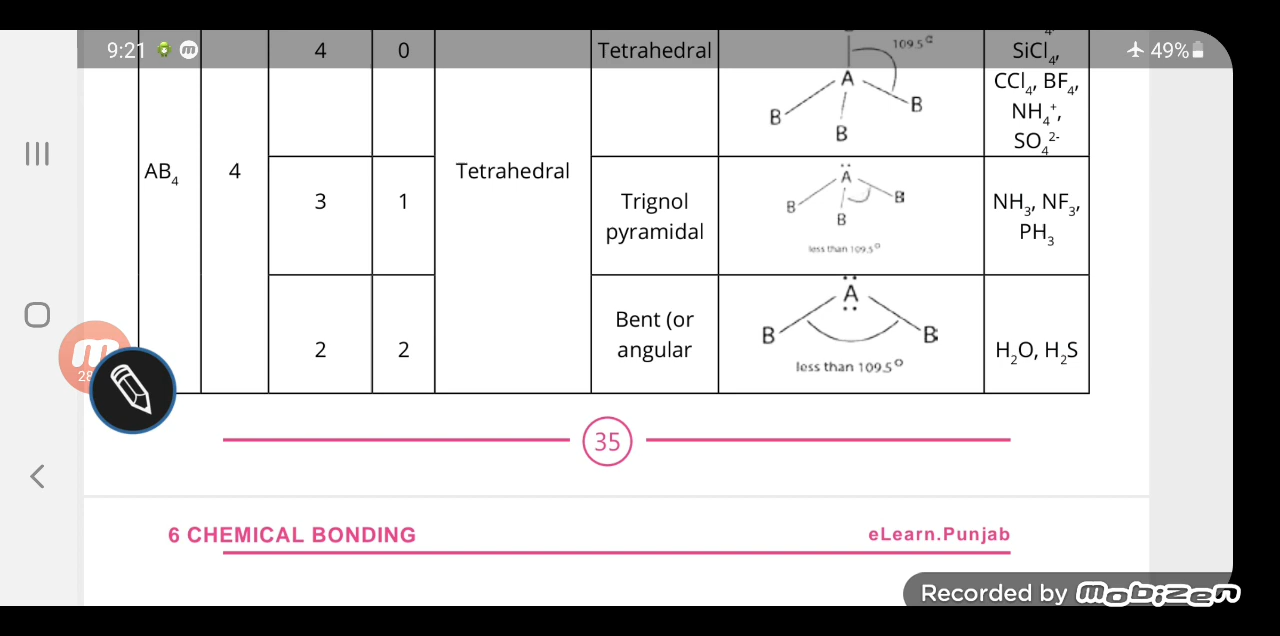 9:21 m 49%
4 0 Tetrahedral 109.5° SiCl₄,
CCl₄, BF₄,
NH₄⁺,
SO₄²⁻
A
B B
B
AB₄ 4 Tetrahedral
3 1 Trignol
pyramidal
A
B B
B
less than 109.5°
NH₃, NF₃,
PH₃
2 2 Bent (or
angular
A
B B
less than 109.5°
H₂O, H₂S
m
28
35
6 CHEMICAL BONDING eLearn.Punjab
Recorded by Mobizen